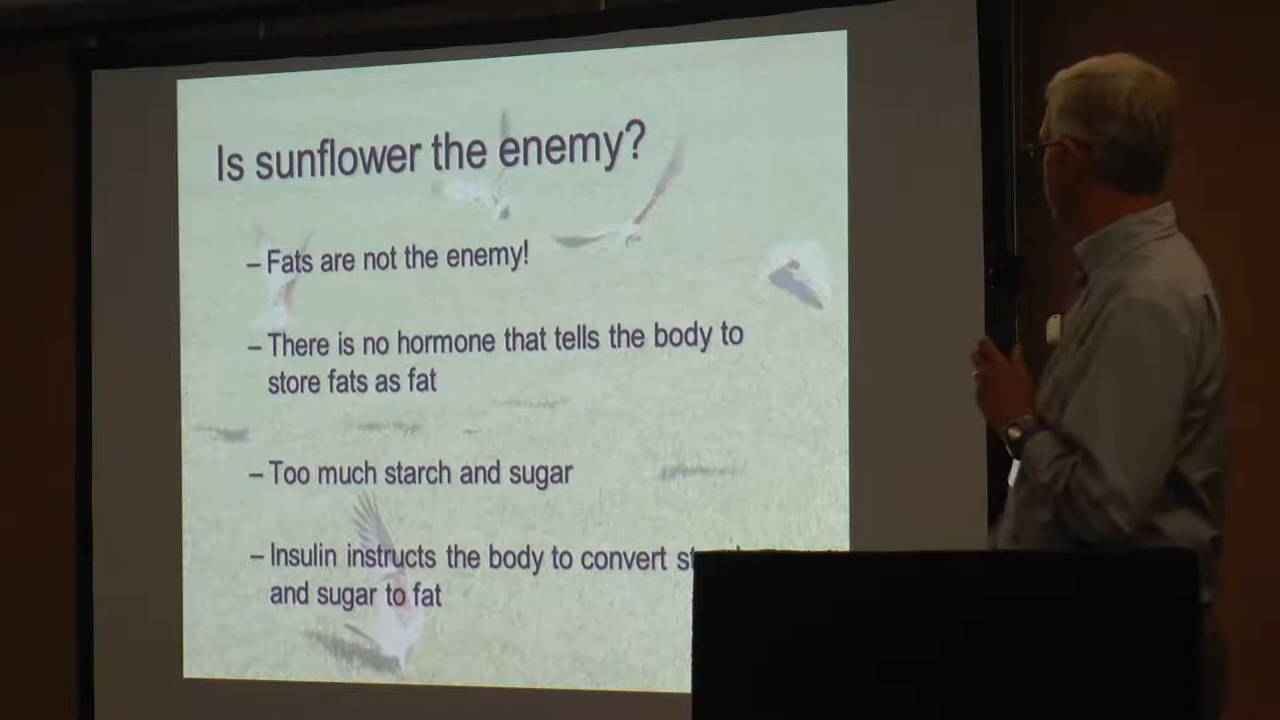 Is sunflower the enemy?
– Fats are not the enemy!
– There is no hormone that tells the body to
store fats as fat
– Too much starch and sugar
– Insulin instructs the body to convert
and sugar to fat